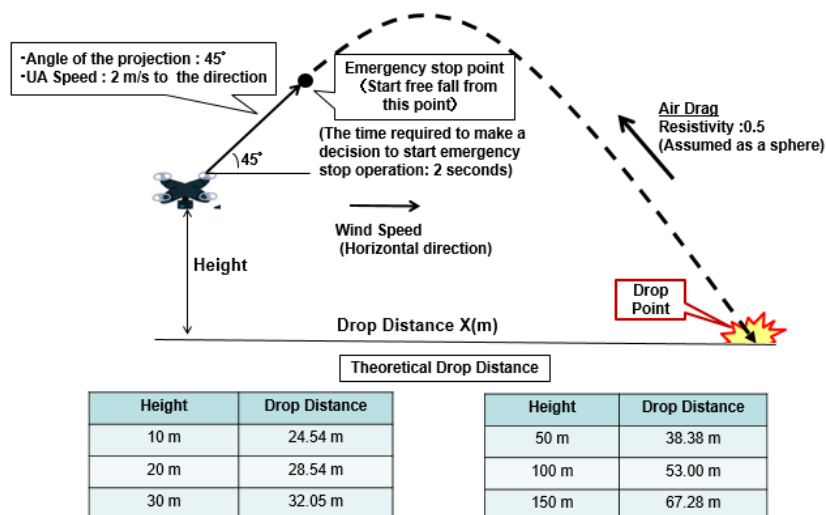 ･Angle of the projection : 45°
･UA Speed : 2 m/s to the direction
Emergency stop point
（Start free fall from
this point）
(The time required to make a
decision to start emergency
stop operation: 2 seconds)
45°
Air Drag
Resistivity :0.5
(Assumed as a sphere)
Wind Speed
(Horizontal direction)
Height
Drop
Point
Drop Distance X(m)
Theoretical Drop Distance
Height Drop Distance
10 m 24.54 m
20 m 28.54 m
30 m 32.05 m
Height Drop Distance
50 m 38.38 m
100 m 53.00 m
150 m 67.28 m